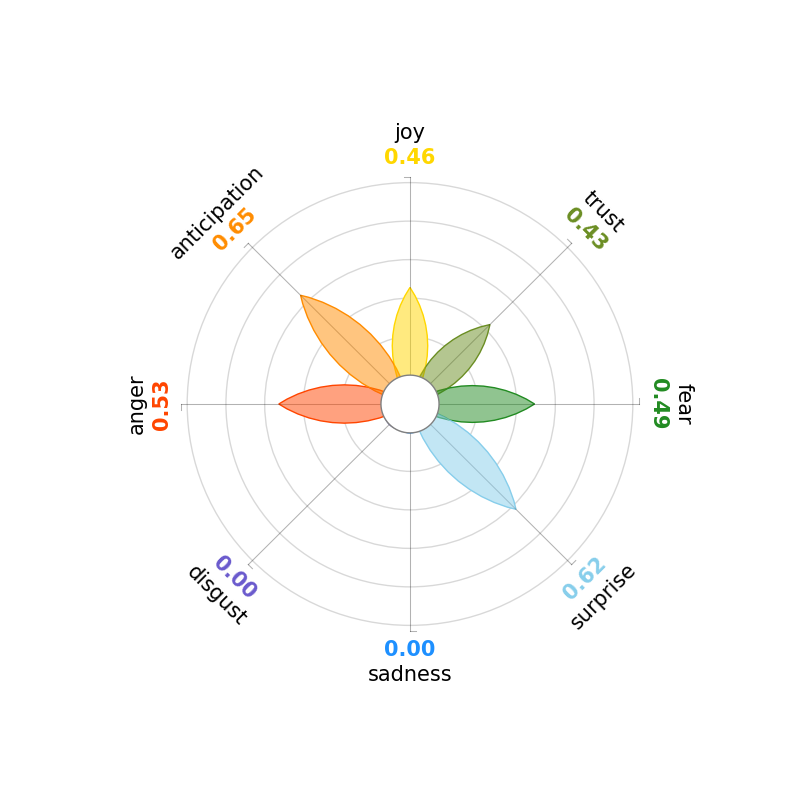 joy
0.46
trust
0.43
fear
0.49
surprise
0.62
0.00
sadness
0.00
disgust
anger
0.53
anticipation
0.65